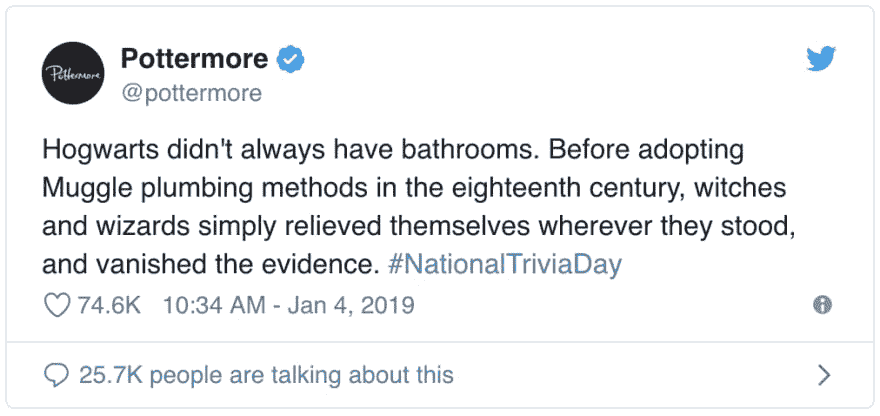 Pottermore
Pottermore
@pottermore
Hogwarts didn't always have bathrooms. Before adopting
Muggle plumbing methods in the eighteenth century, witches
and wizards simply relieved themselves wherever they stood,
and vanished the evidence. #NationalTriviaDay
74.6K 10:34 AM - Jan 4, 2019
25.7K people are talking about this